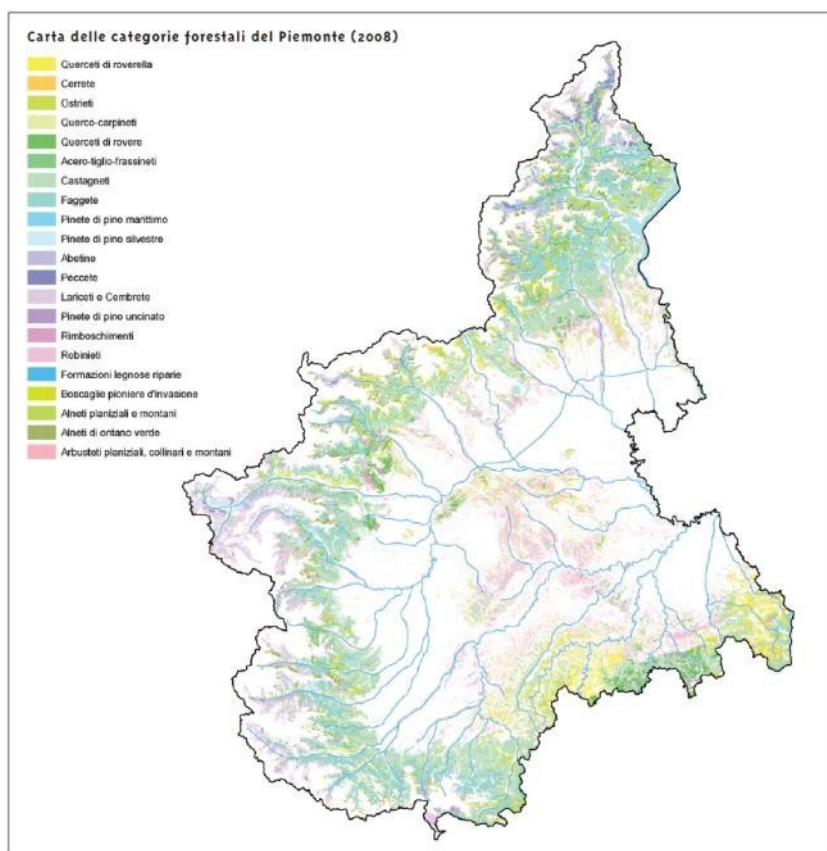 Carta delle categorie forestali del Piemonte (2008)
Querceti di roverella
Cerrete
Ostrieti
Querco-carpineti
Querceti di rovere
Acero-tiglio-frassineti
Castagneti
Faggete
Pinete di pino marittimo
Pinete di pino silvestre
Abetine
Peccete
Lariceti e Cembrete
Pinete di pino uncinato
Rimboschimenti
Robinieti
Formazioni legnose riparie
Boscaglie pioniere d'invasione
Alneti planiziali e montani
Alneti di ontano verde
Arbusteti planiziali, collinari e montani